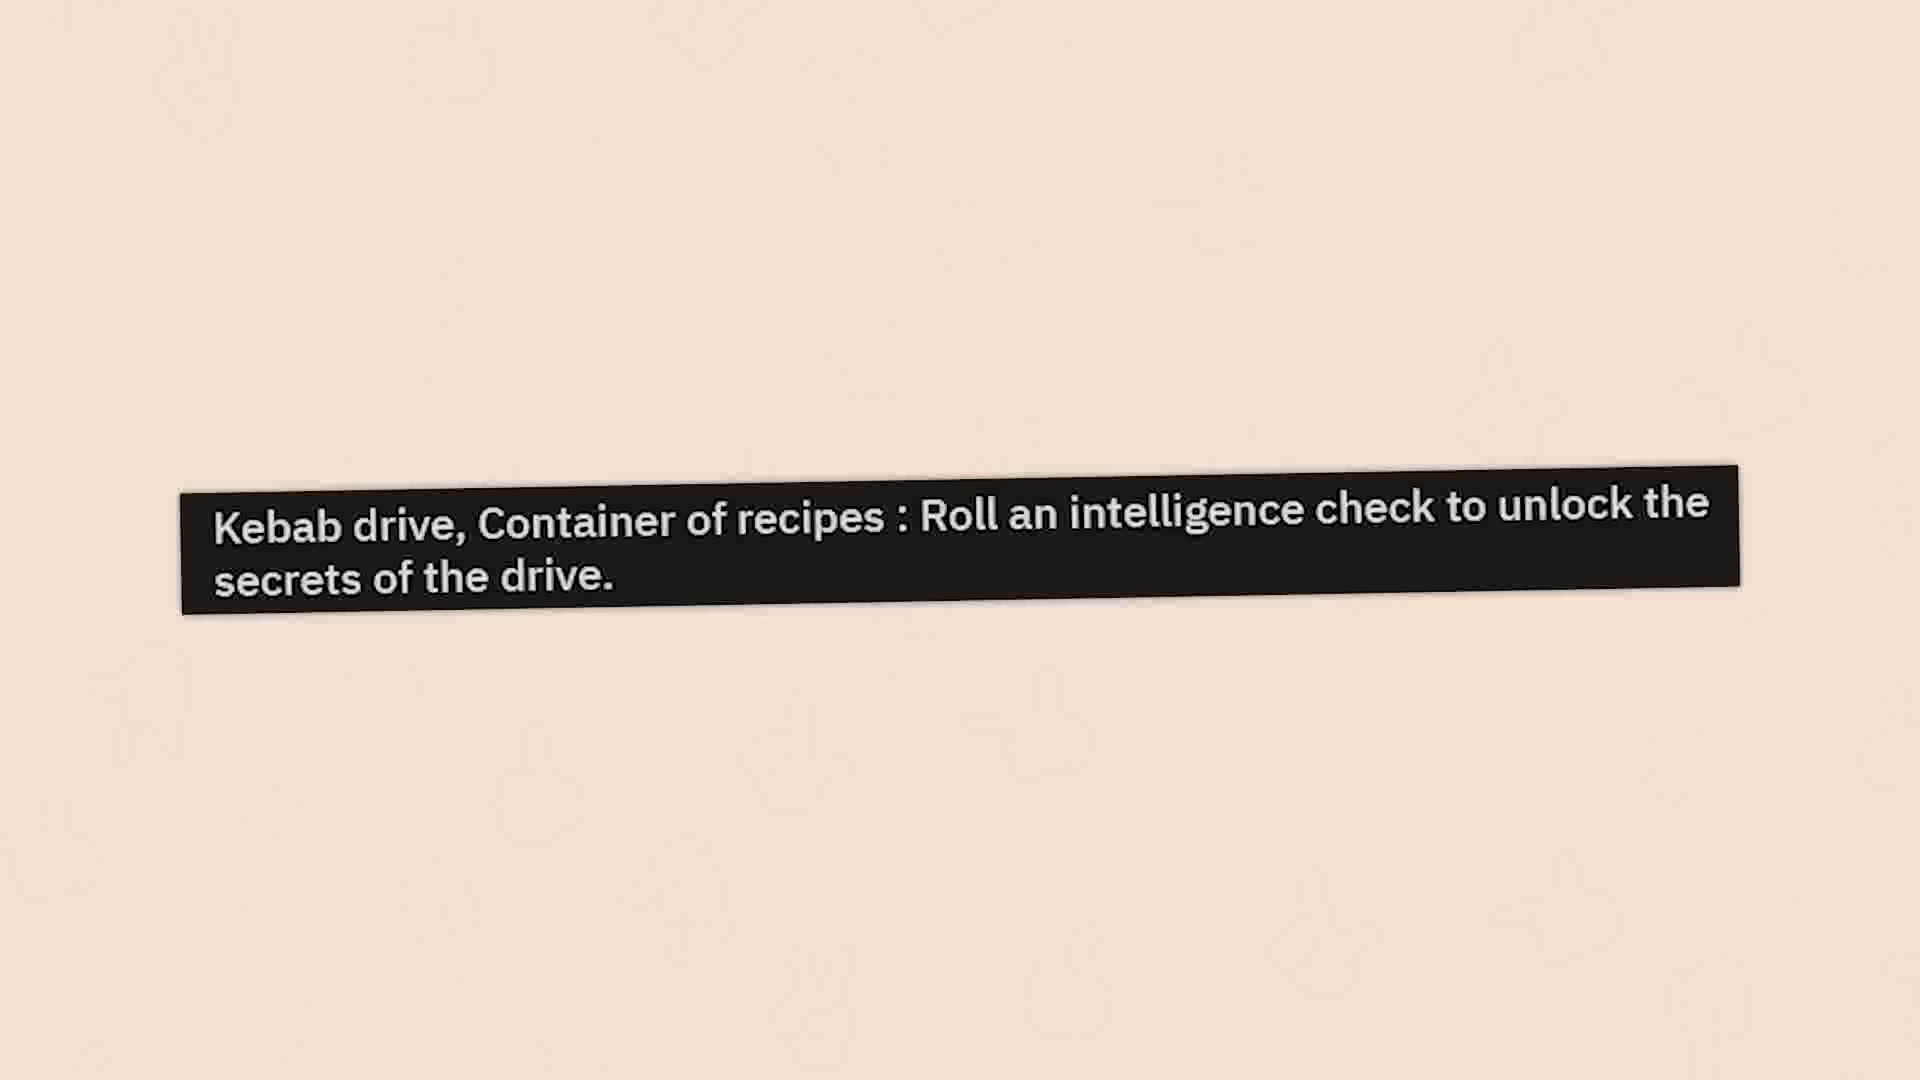 Kebab drive, Container of recipes : Roll an intelligence check to unlock the
secrets of the drive.